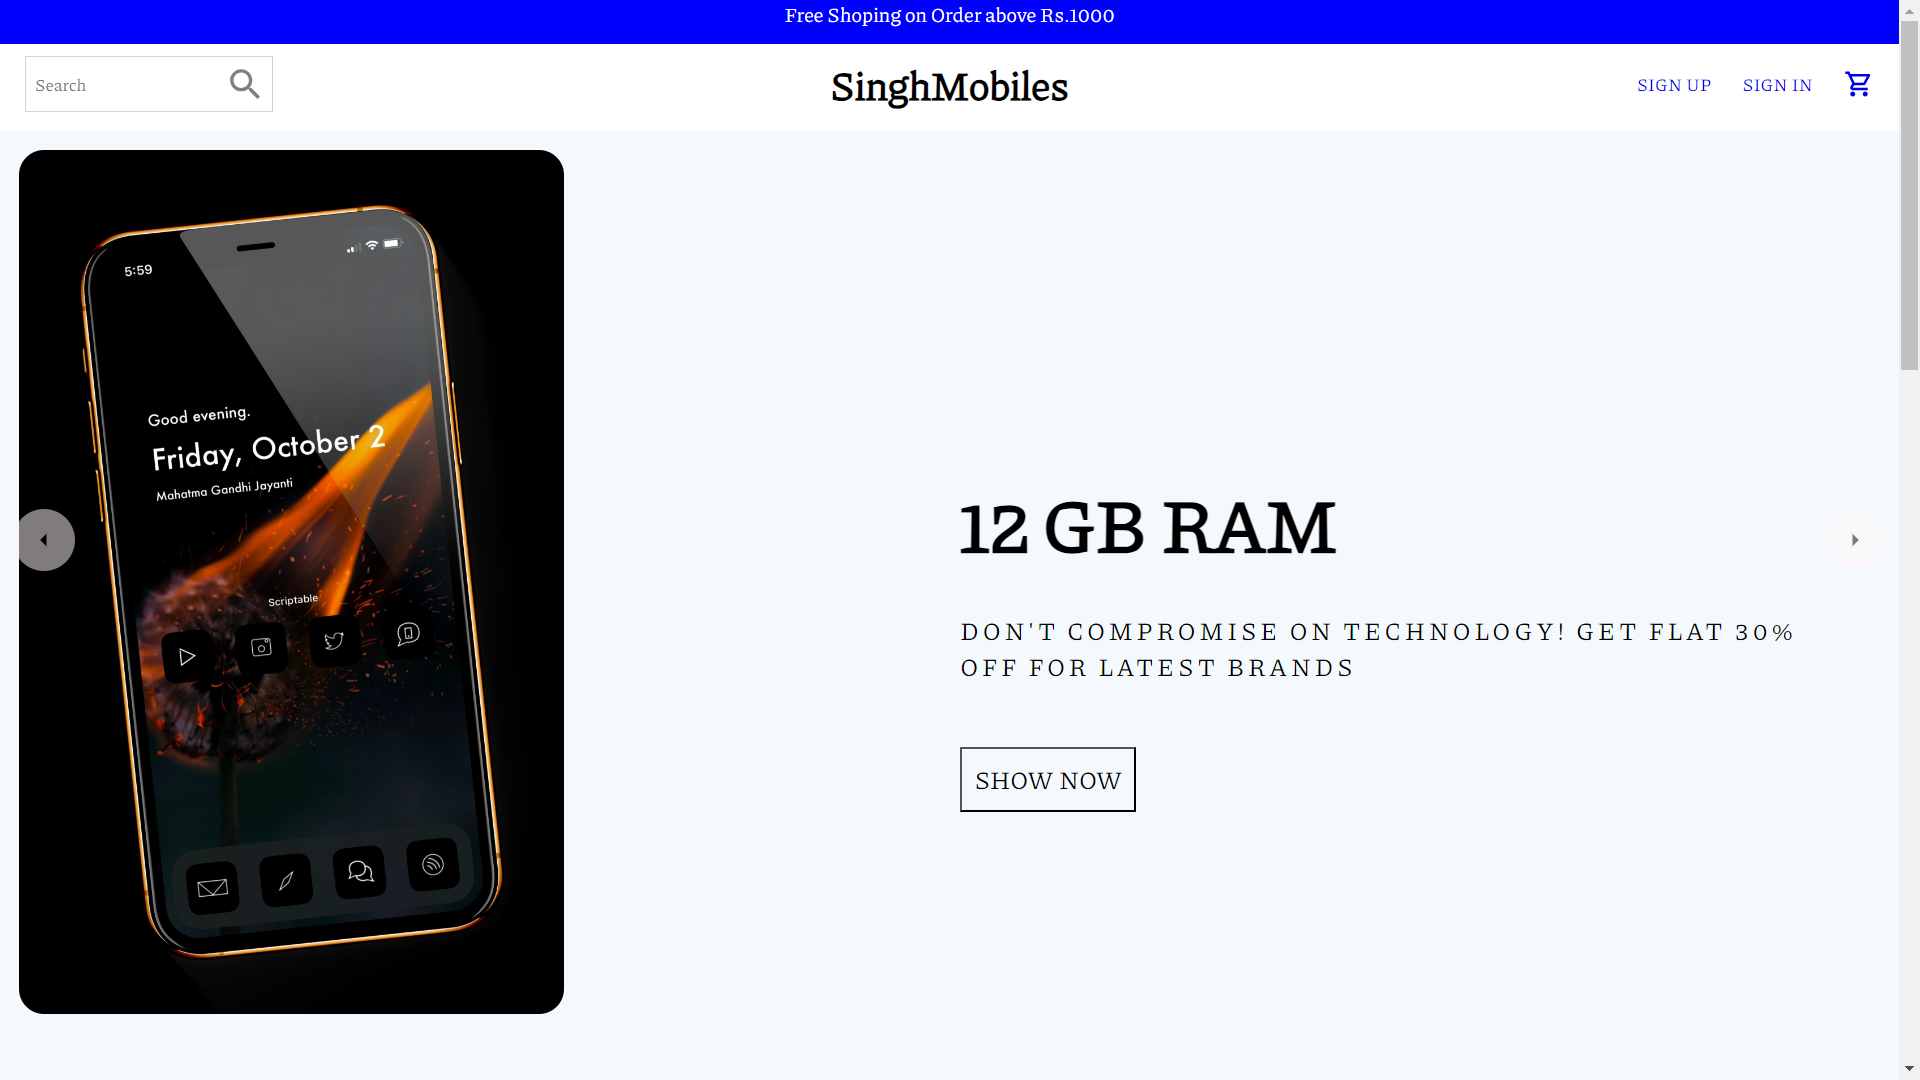 Free Shoping on Order above Rs.1000
Search
SinghMobiles
SIGN UP
SIGN IN
5:59
Good evening.
Friday, October 2
Mahatma Gandhi Jayanti
Scriptable
12 GB RAM
DON'T COMPROMISE ON TECHNOLOGY! GET FLAT 30%
OFF FOR LATEST BRANDS
SHOW NOW